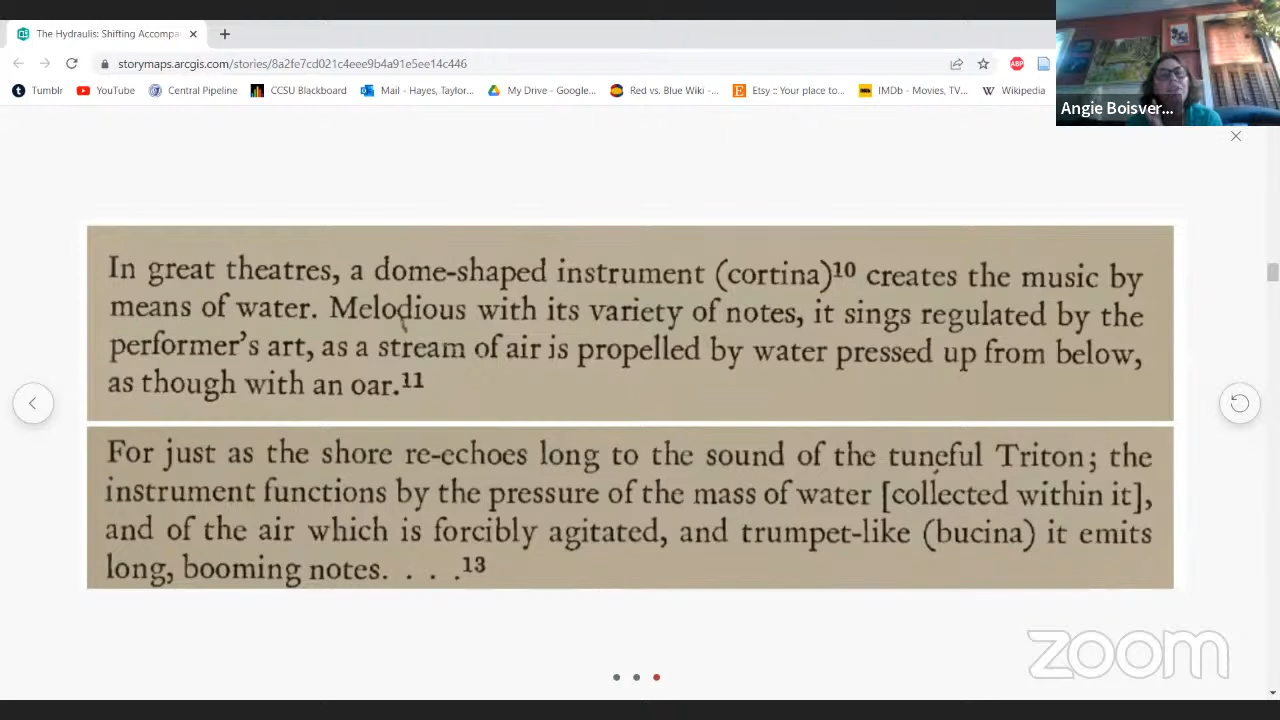 The Hydraulis: Shifting Accompa
storymaps.arcgis.com/stories/8a2fe7cd021c4eee9b4a91e5ee14c446
ABP
Tumblr YouTube Central Pipeline CCSU Blackboard Mail - Hayes, Taylor... My Drive - Google... Red vs. Blue Wiki -... Etsy :: Your place to... IMDb - Movies, TV... Wikipedia
Angie Boisver...
In great theatres, a dome-shaped instrument (cortina)10 creates the music by
means of water. Melodious with its variety of notes, it sings regulated by the
performer's art, as a stream of air is propelled by water pressed up from below,
as though with an oar.11
For just as the shore re-echoes long to the sound of the tuneful Triton; the
instrument functions by the pressure of the mass of water [collected within it],
and of the air which is forcibly agitated, and trumpet-like (bucina) it emits
long, booming notes. . . .13
zoom